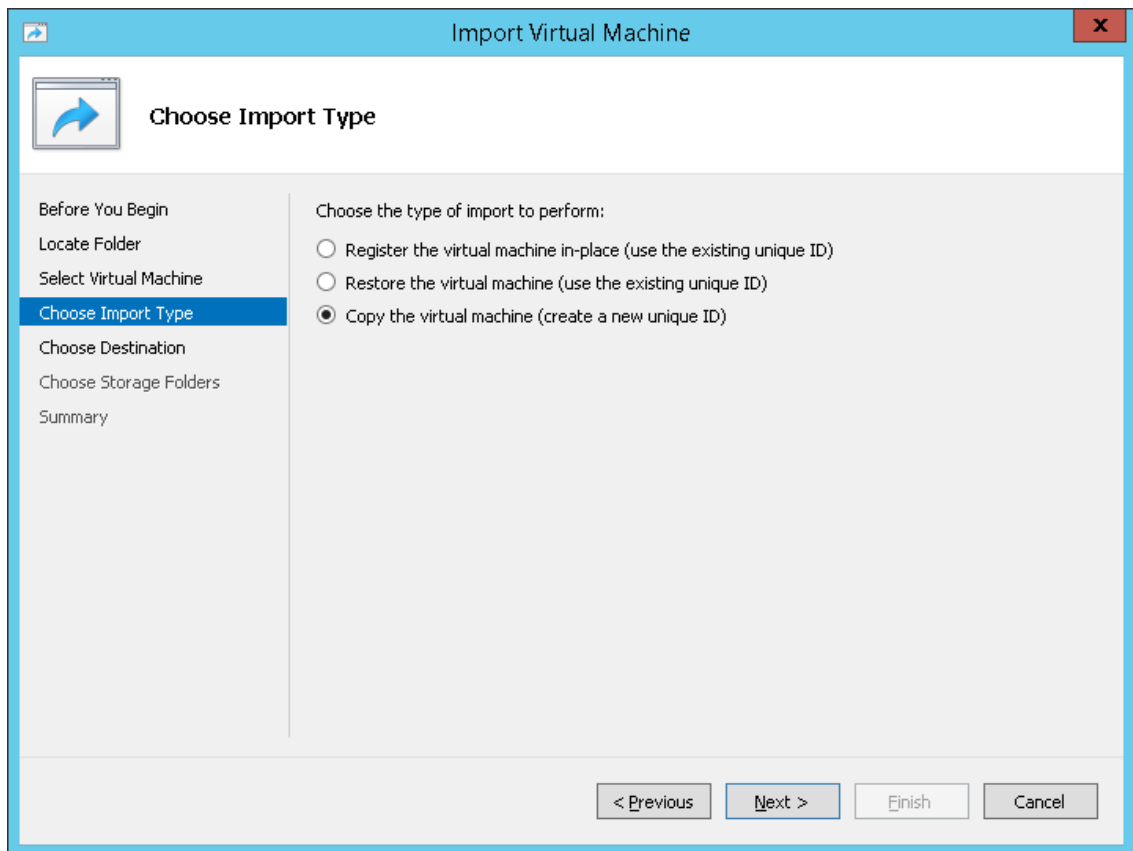 Import Virtual Machine
x
Choose Import Type
Before You Begin
Locate Folder
Select Virtual Machine
Choose Import Type
Choose Destination
Choose Storage Folders
Summary
Choose the type of import to perform:
Register the virtual machine in-place (use the existing unique ID)
Restore the virtual machine (use the existing unique ID)
Copy the virtual machine (create a new unique ID)
< Previous
Next >
Finish
Cancel